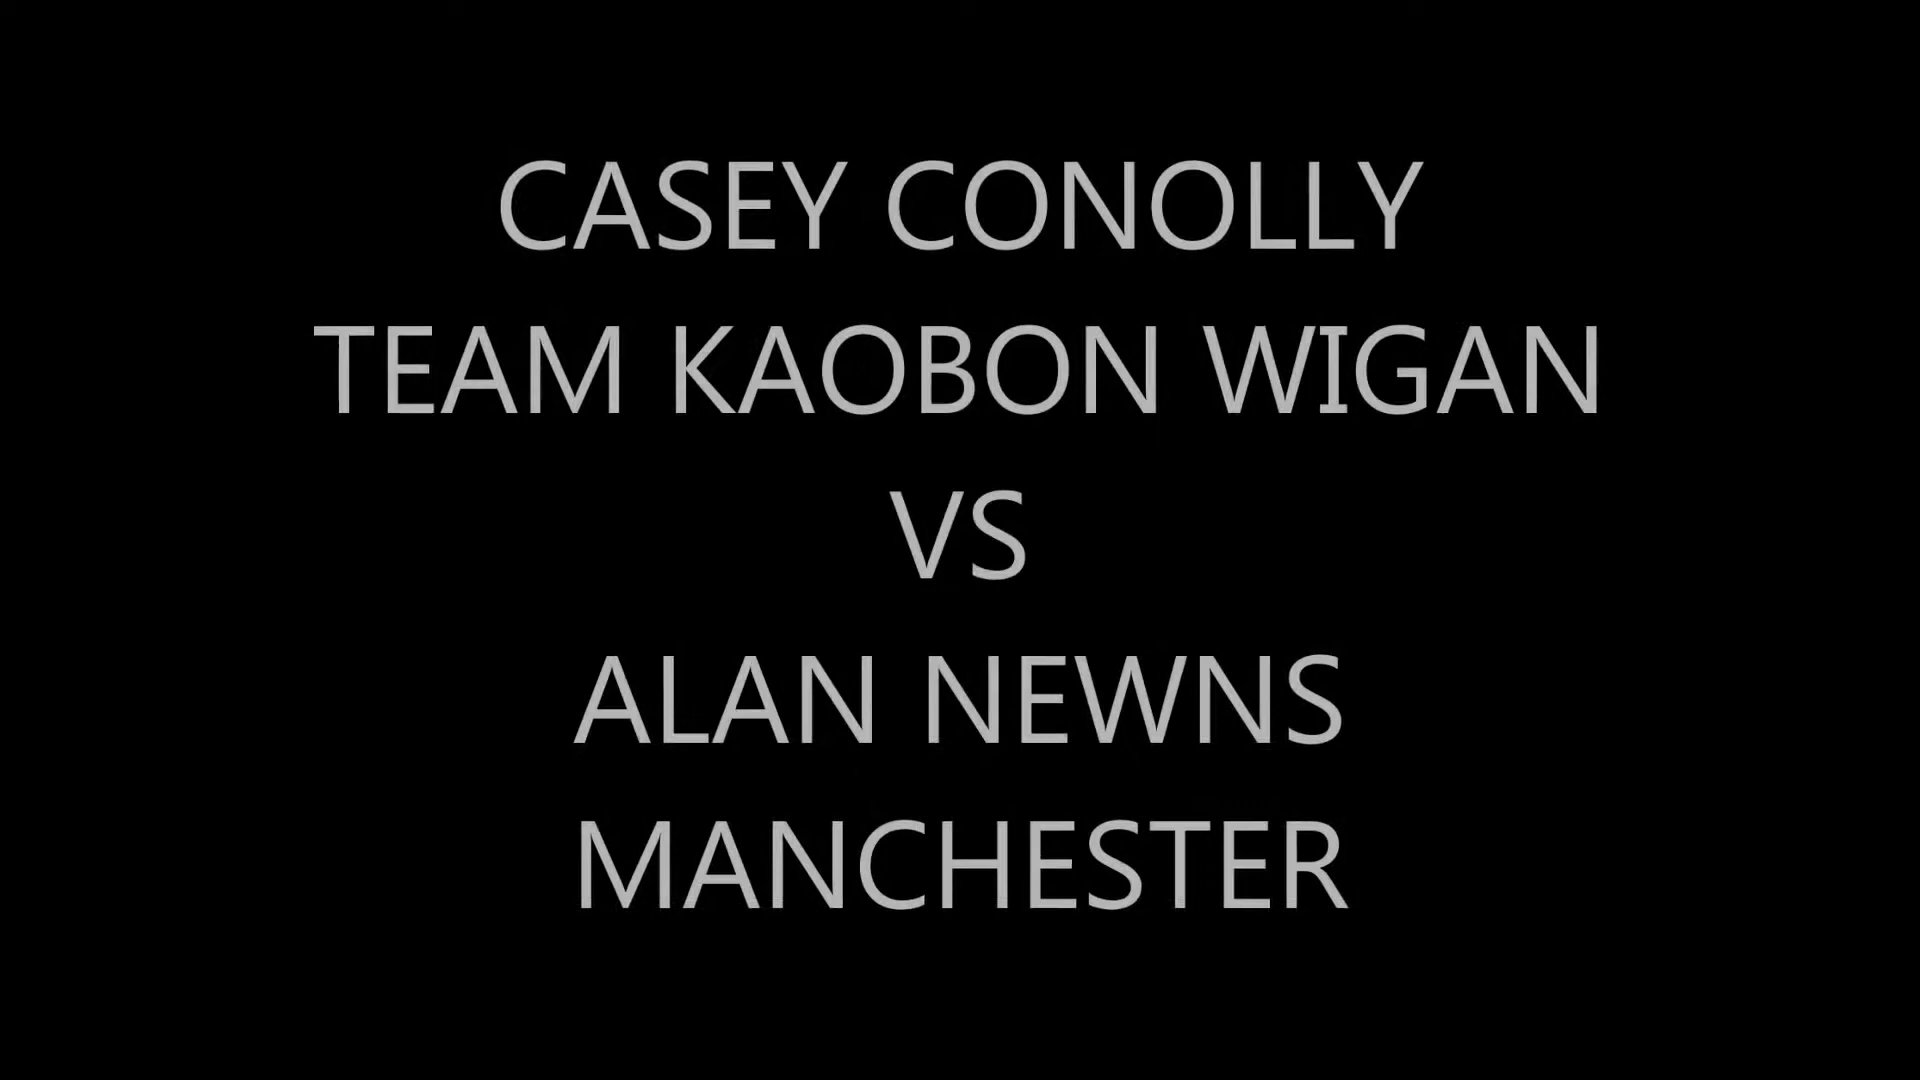 CASEY CONOLLY
TEAM KAOBON WIGAN
VS
ALAN NEWNS
MANCHESTER